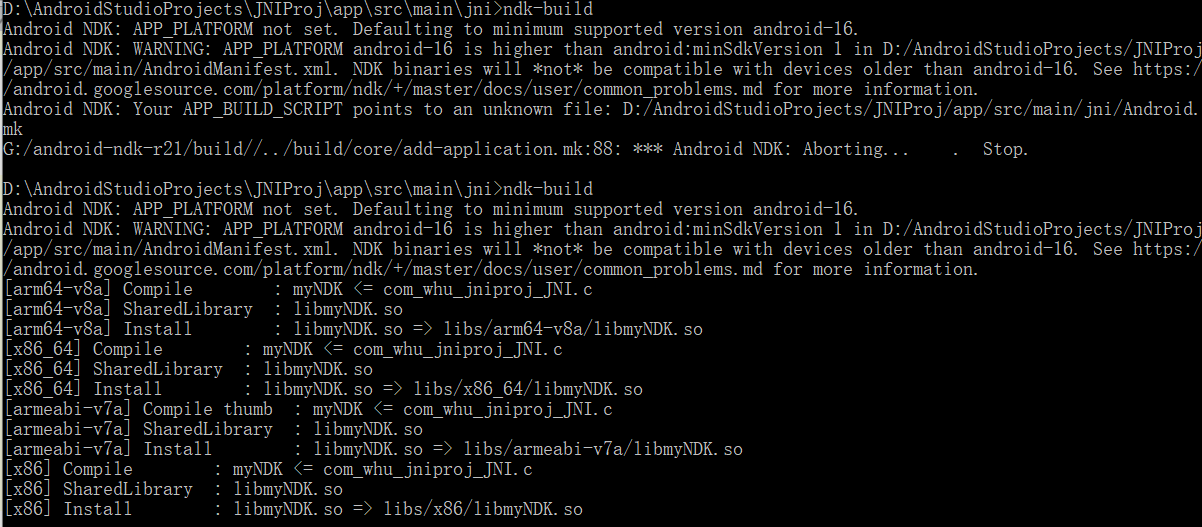 D:\AndroidStudioProjects\JNIProj\app\src\main\jni>ndk-build
Android NDK: APP_PLATFORM not set. Defaulting to minimum supported version android-16.
Android NDK: WARNING: APP_PLATFORM android-16 is higher than android:minSdkVersion 1 in D:/AndroidStudioProjects/JNIProj
/app/src/main/AndroidManifest.xml. NDK binaries will *not* be compatible with devices older than android-16. See https:/
/android.googlesource.com/platform/ndk/+/master/docs/user/common_problems.md for more information.
Android NDK: Your APP_BUILD_SCRIPT points to an unknown file: D:/AndroidStudioProjects/JNIProj/app/src/main/jni/Android.
mk
G:/android-ndk-r21/build//../build/core/add-application.mk:88: *** Android NDK: Aborting...    .  Stop.
D:\AndroidStudioProjects\JNIProj\app\src\main\jni>ndk-build
Android NDK: APP_PLATFORM not set. Defaulting to minimum supported version android-16.
Android NDK: WARNING: APP_PLATFORM android-16 is higher than android:minSdkVersion 1 in D:/AndroidStudioProjects/JNIProj
/app/src/main/AndroidManifest.xml. NDK binaries will *not* be compatible with devices older than android-16. See https:/
/android.googlesource.com/platform/ndk/+/master/docs/user/common_problems.md for more information.
[arm64-v8a] Compile        : myNDK <= com_whu_jniproj_JNI.c
[arm64-v8a] SharedLibrary  : libmyNDK.so
[arm64-v8a] Install        : libmyNDK.so => libs/arm64-v8a/libmyNDK.so
[x86_64] Compile        : myNDK <= com_whu_jniproj_JNI.c
[x86_64] SharedLibrary  : libmyNDK.so
[x86_64] Install        : libmyNDK.so => libs/x86_64/libmyNDK.so
[armeabi-v7a] Compile thumb  : myNDK <= com_whu_jniproj_JNI.c
[armeabi-v7a] SharedLibrary  : libmyNDK.so
[armeabi-v7a] Install        : libmyNDK.so => libs/armeabi-v7a/libmyNDK.so
[x86] Compile        : myNDK <= com_whu_jniproj_JNI.c
[x86] SharedLibrary  : libmyNDK.so
[x86] Install        : libmyNDK.so => libs/x86/libmyNDK.so